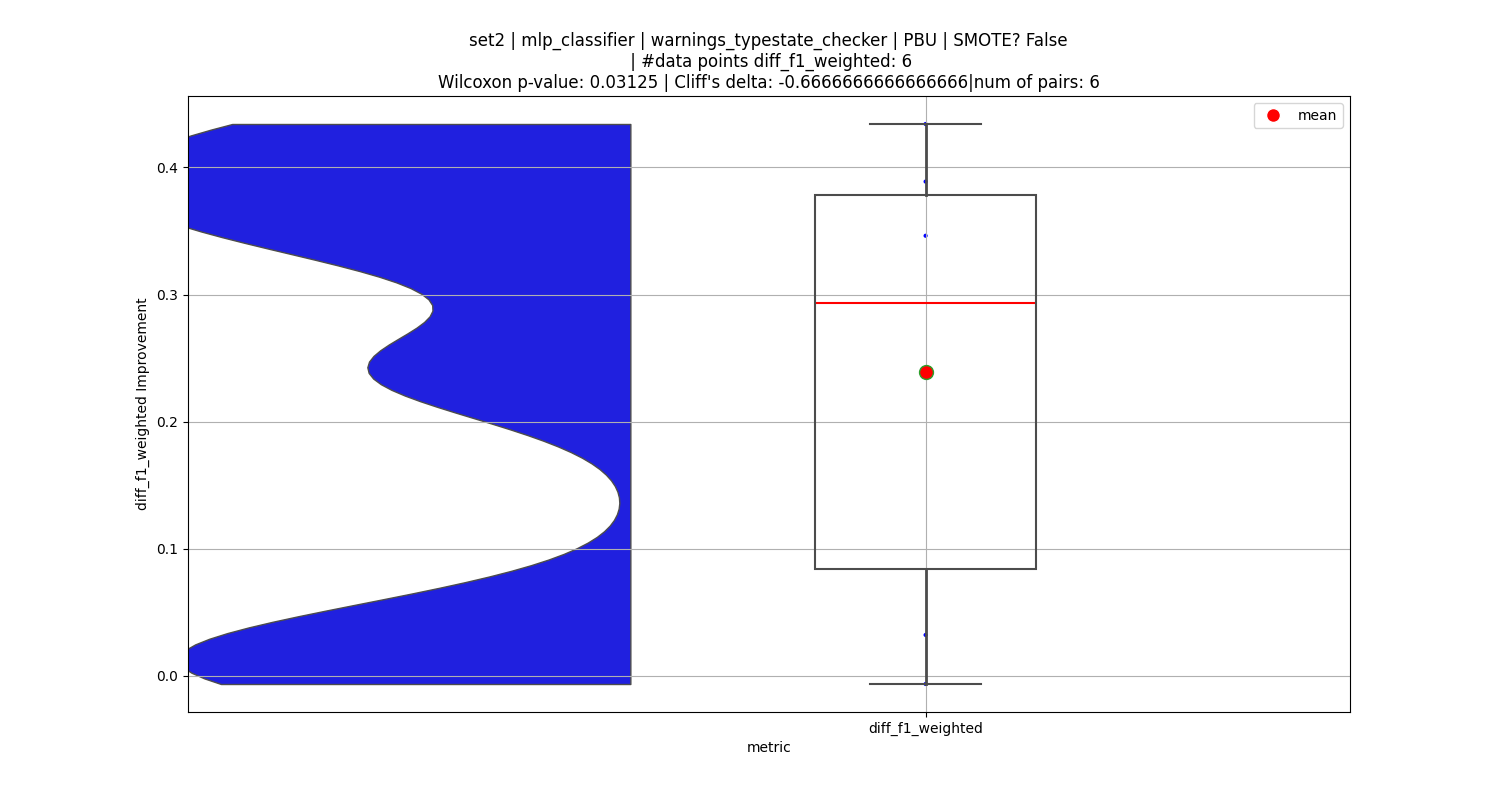 set2 | mlp_classifier | warnings_typestate_checker | PBU | SMOTE? False
| #data points diff_f1_weighted: 6
Wilcoxon p-value: 0.03125 | Cliff's delta: -0.6666666666666666|num of pairs: 6
mean
0.4
0.3
0.2
0.1
0.0
diff_f1_weighted Improvement
diff_f1_weighted
metric